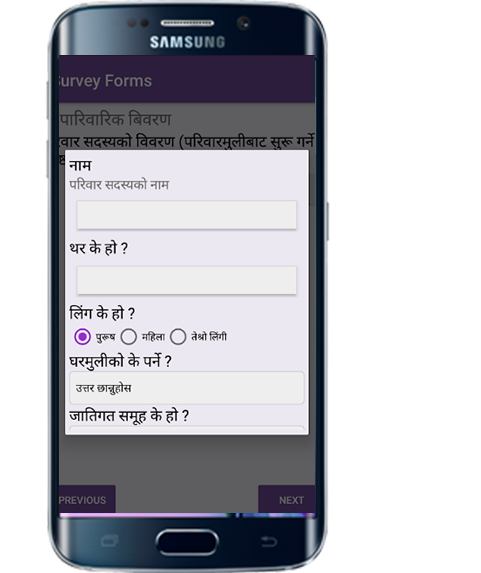 SAMSUNG
Survey Forms
पारिवारिक बिवरण
वार सदस्यको विवरण (परिवारमुलीबाट सुरू गर्ने
नाम
परिवार सदस्यको नाम
थर के हो ?
लिंग के हो ?
पुरूष महिला तेश्रो लिंगी
घरमुलीको के पर्ने ?
उत्तर छान्नुहोस
जातिगत समूह के हो ?
PREVIOUS NEXT